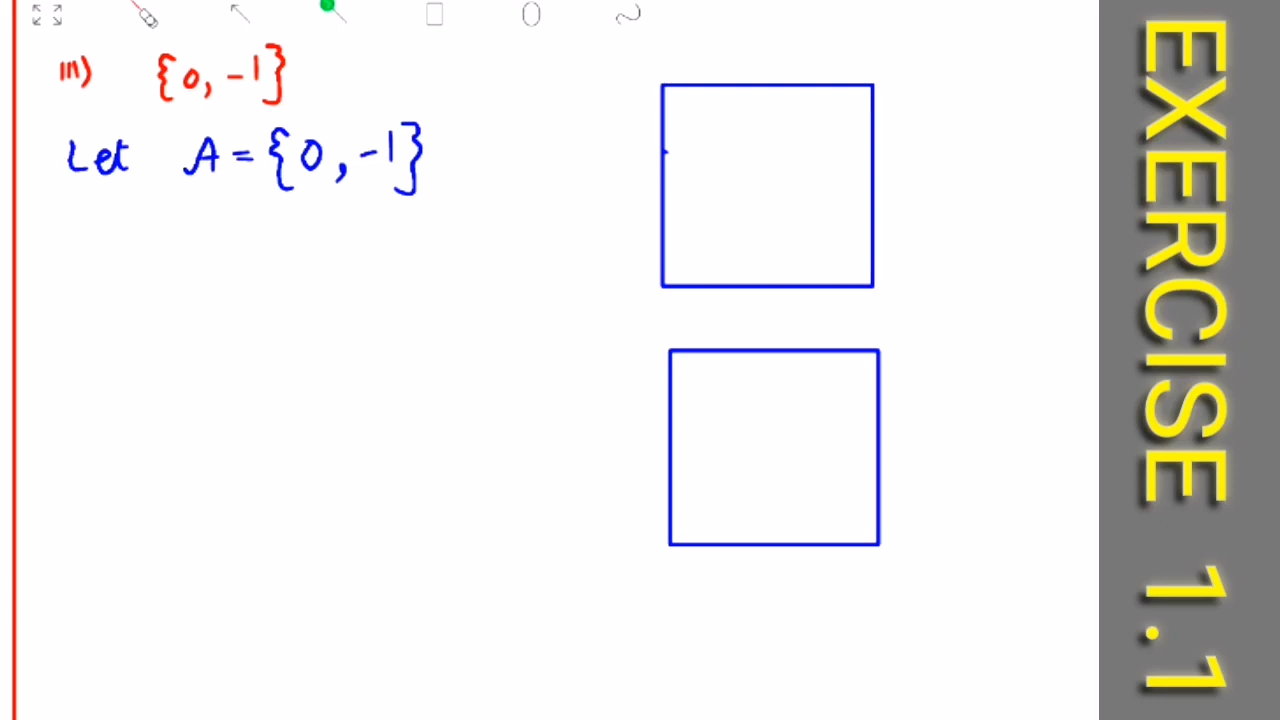 iii) {0, -1}
Let A = {0, -1}
EXERCISE 1.1